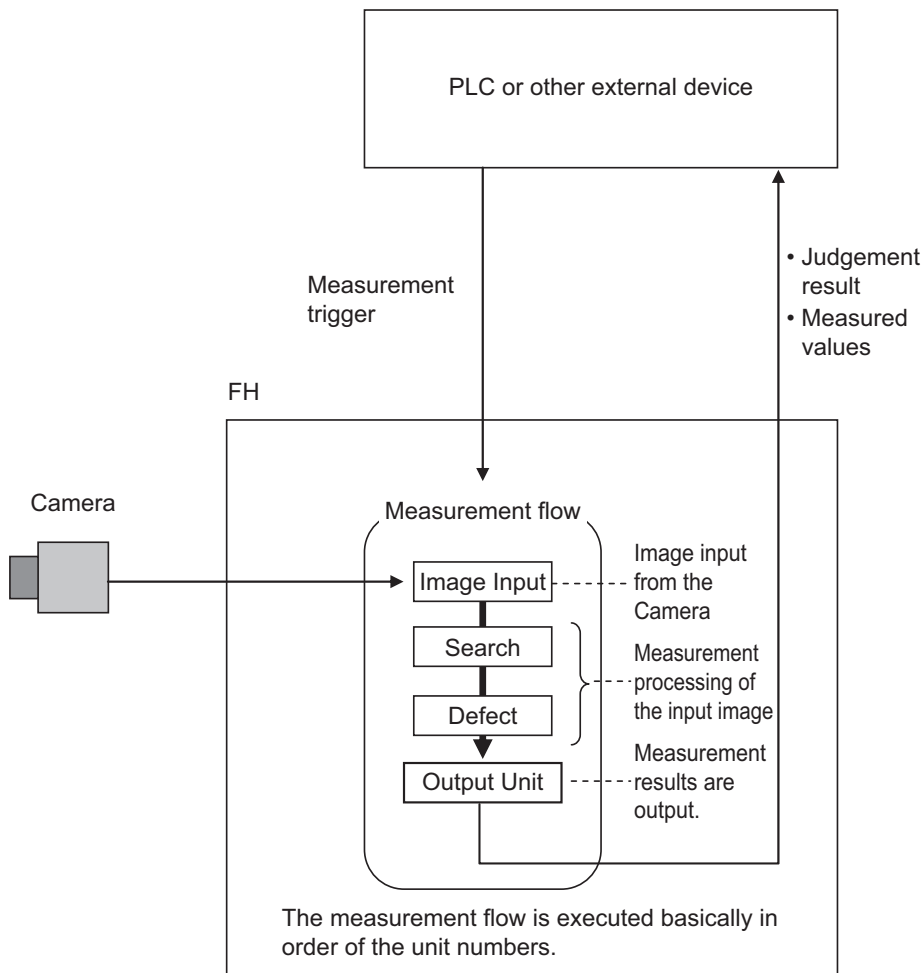 PLC or other external device
Measurement
trigger
• Judgement
result
• Measured
values
FH
Camera
Measurement flow
Image Input
Image input
from the
Camera
Search
Defect
Measurement
processing of
the input image
Output Unit
Measurement
results are
output.
The measurement flow is executed basically in
order of the unit numbers.